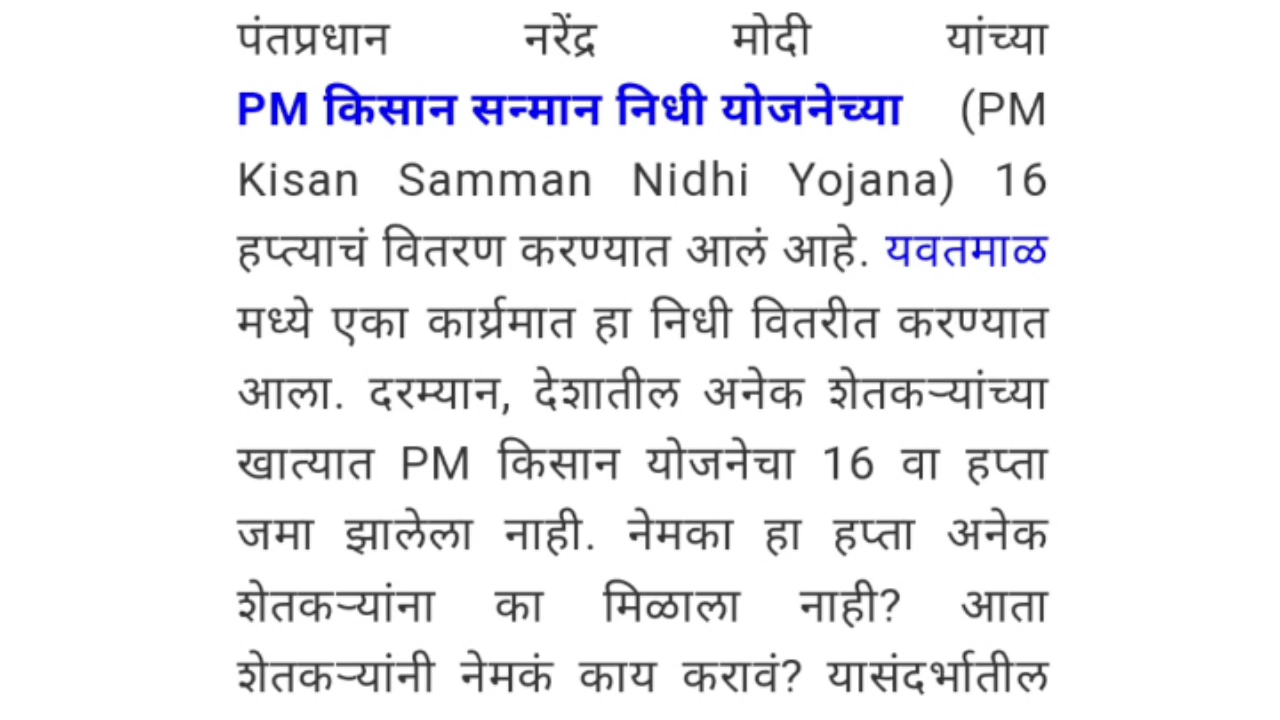 पंतप्रधान नरेंद्र मोदी यांच्या
PM किसान सन्मान निधी योजनेच्या (PM
Kisan Samman Nidhi Yojana) 16
हप्त्याचं वितरण करण्यात आलं आहे. यवतमाळ
मध्ये एका कार्य्रमात हा निधी वितरीत करण्यात
आला. दरम्यान, देशातील अनेक शेतकऱ्यांच्या
खात्यात PM किसान योजनेचा 16 वा हप्ता
जमा झालेला नाही. नेमका हा हप्ता अनेक
शेतकऱ्यांना का मिळाला नाही? आता
शेतकऱ्यांनी नेमकं काय करावं? यासंदर्भातील